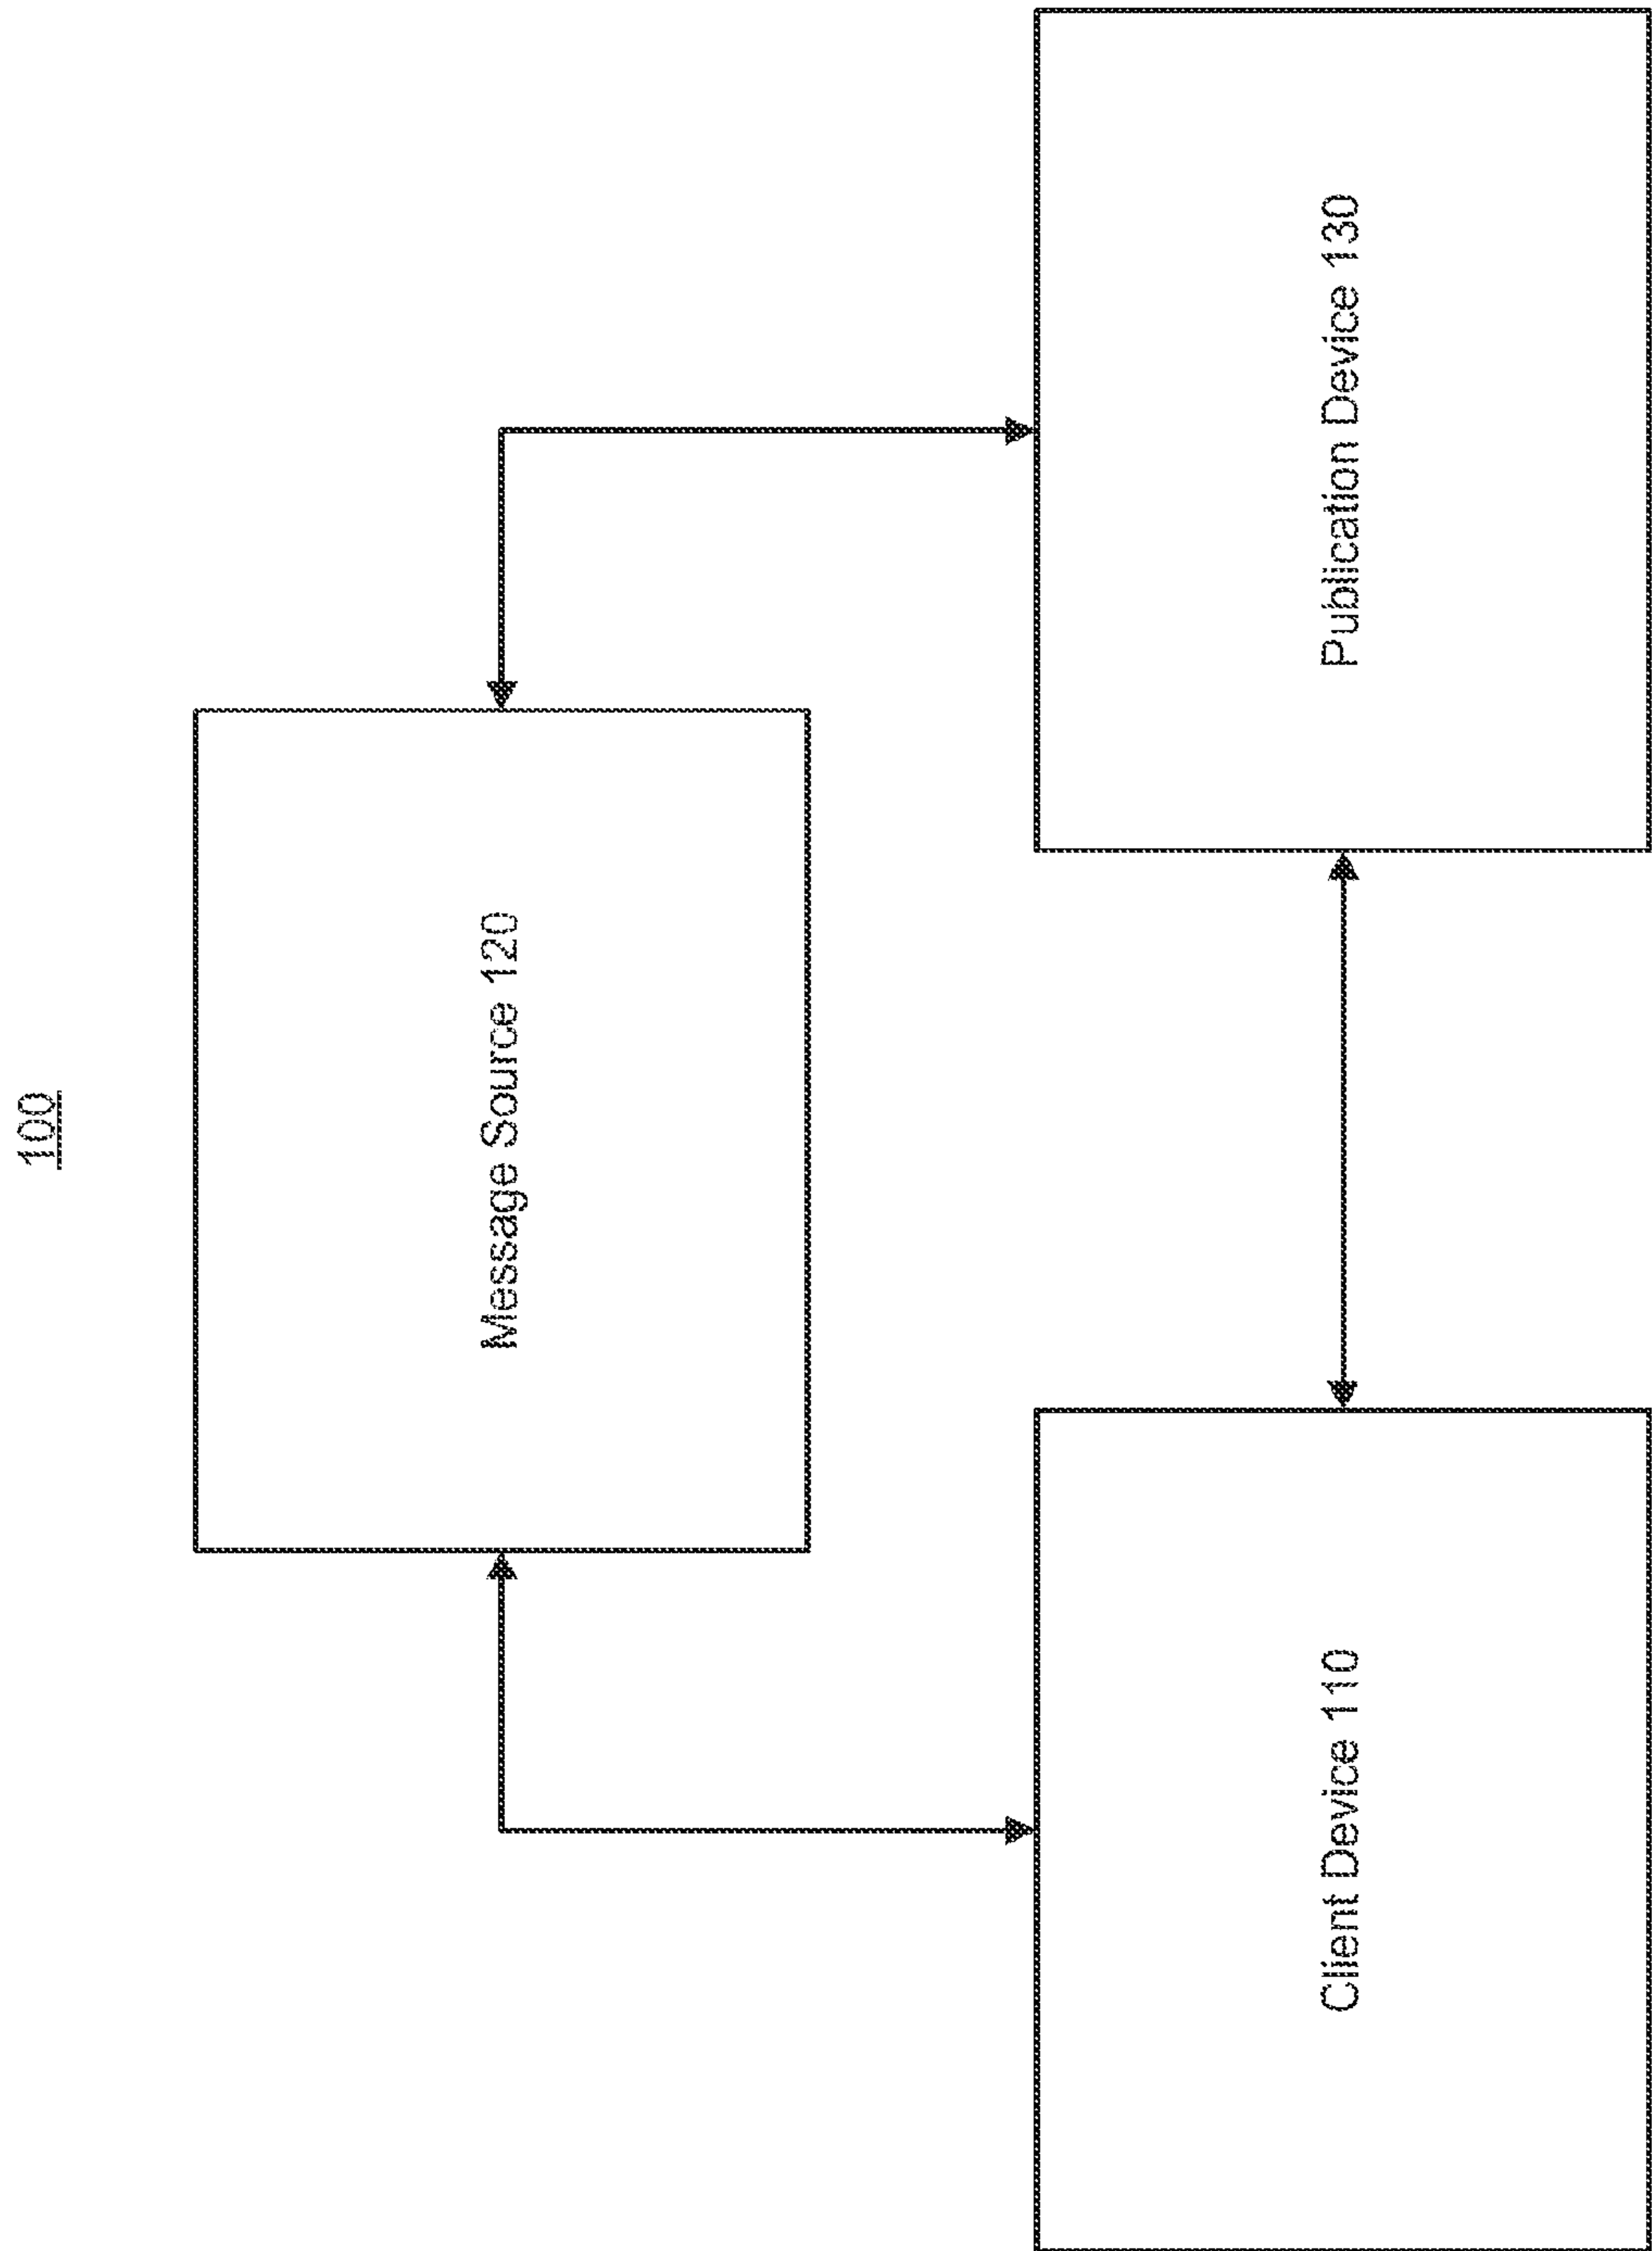 100
Message Source 120
Client Device 110
Publication Device 130